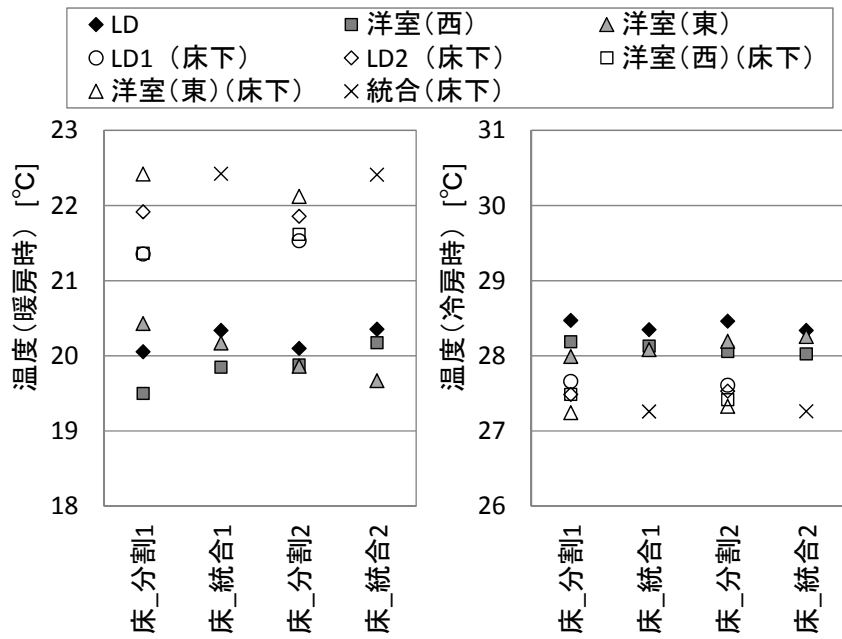 LD 洋室(西) 洋室(東)
LD1（床下） LD2（床下） 洋室(西)(床下)
洋室(東)(床下) 統合(床下)
温度(暖房時) [℃]
23
22
21
20
19
18
床_分割1
床_統合1
床_分割2
床_統合2
温度(冷房時) [℃]
31
30
29
28
27
26
床_分割1
床_統合1
床_分割2
床_統合2